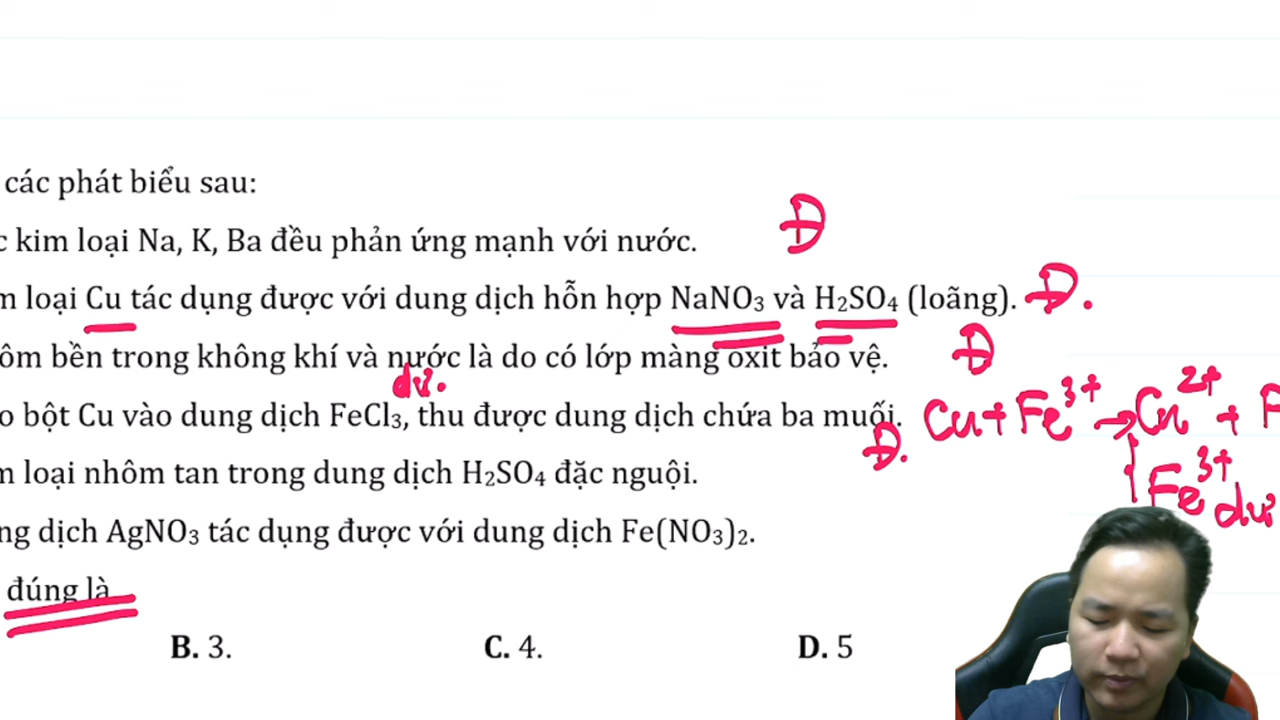 các phát biểu sau:
kim loại Na, K, Ba đều phản ứng mạnh với nước. Đ
loại Cu tác dụng được với dung dịch hỗn hợp NaNO₃ và H₂SO₄ (loãng). Đ.
bền trong không khí và nước là do có lớp màng oxit bảo vệ. Đ
dư.
bột Cu vào dung dịch FeCl₃, thu được dung dịch chứa ba muối. Đ. Cu + Fe³⁺ → Cu²⁺ +
Fe³⁺ dư
loại nhôm tan trong dung dịch H₂SO₄ đặc nguội.
dịch AgNO₃ tác dụng được với dung dịch Fe(NO₃)₂.
đúng là
B. 3. C. 4. D. 5